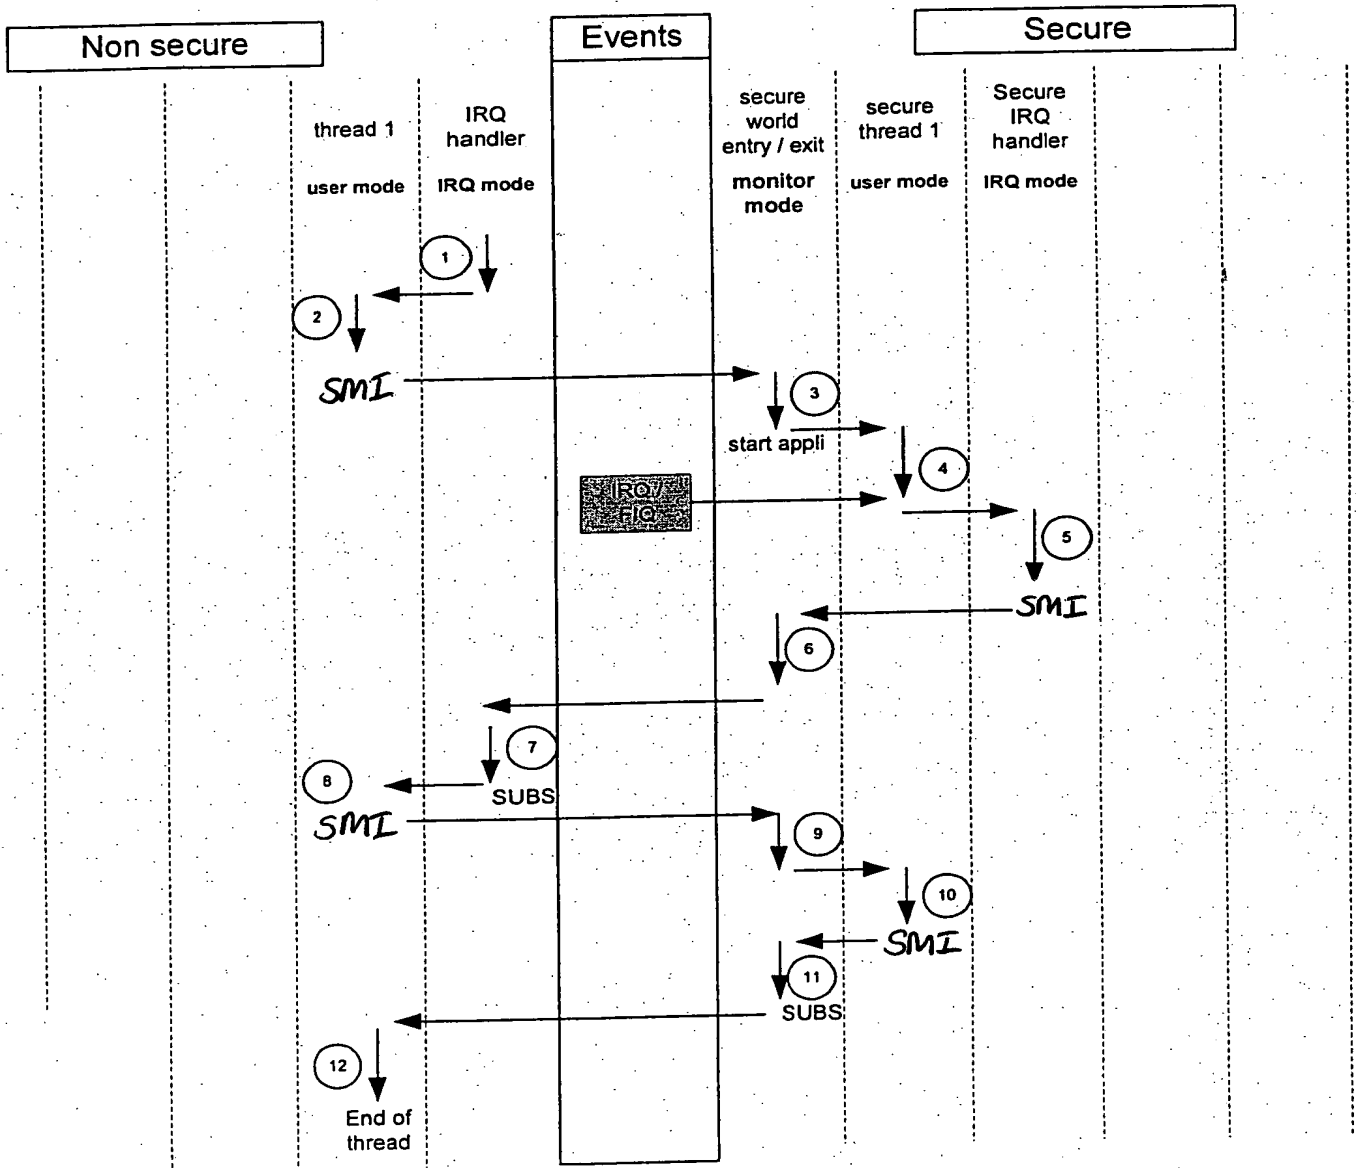 Non secure
Events
Secure
thread 1
user mode
IRQ
handler
IRQ mode
secure
world
entry / exit
monitor
mode
secure
thread 1
user mode
Secure
IRQ
handler
IRQ mode
1
2
SMI
3
start appli
4
IRQ /
FIQ
5
SMI
6
7
SUBS
8
SMI
9
10
SMI
11
SUBS
12
End of
thread